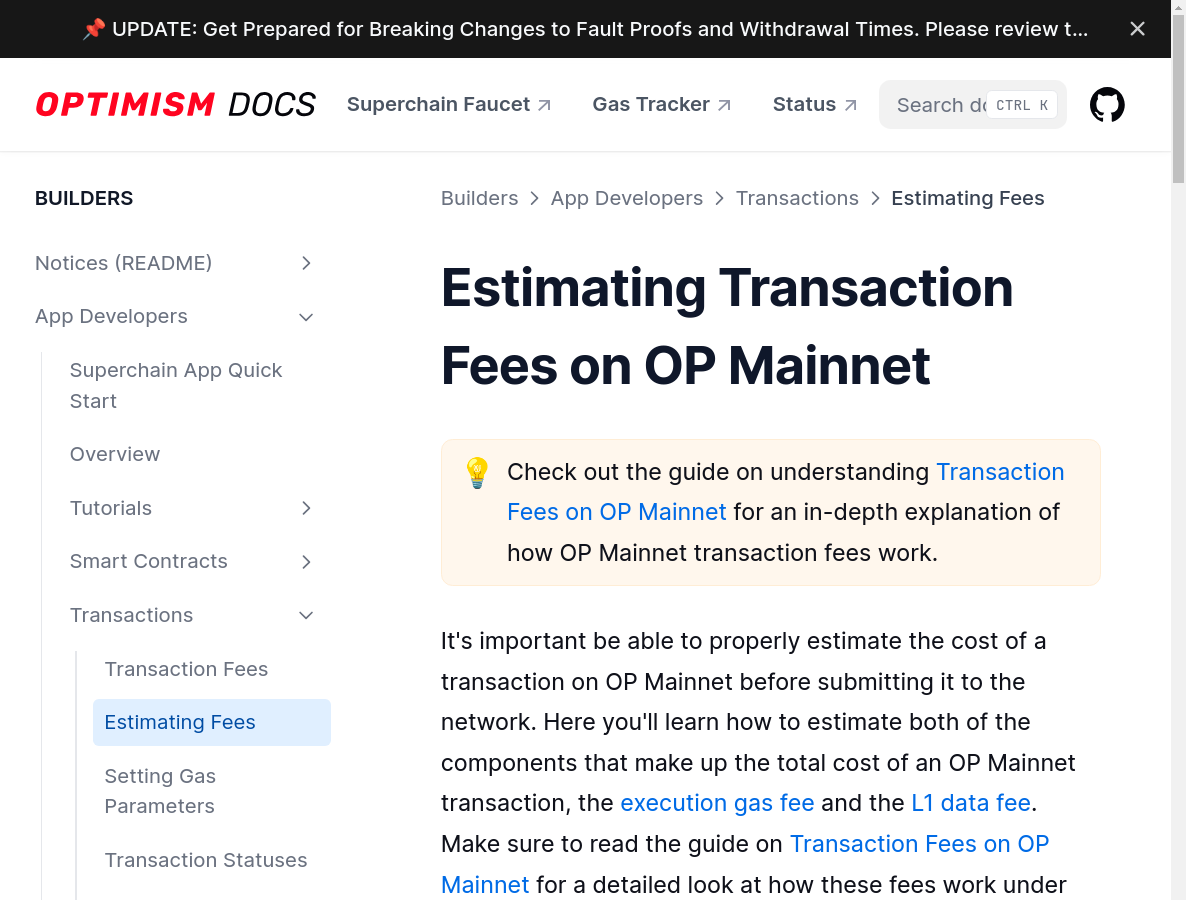 📌 UPDATE: Get Prepared for Breaking Changes to Fault Proofs and Withdrawal Times. Please review t...
OPTIMISM DOCS
Superchain Faucet
Gas Tracker
Status
Search do
CTRL K
BUILDERS
Notices (README)
App Developers
Superchain App Quick
Start
Overview
Tutorials
Smart Contracts
Transactions
Transaction Fees
Estimating Fees
Setting Gas
Parameters
Transaction Statuses
Builders > App Developers > Transactions > Estimating Fees
Estimating Transaction
Fees on OP Mainnet
💡 Check out the guide on understanding Transaction
Fees on OP Mainnet for an in-depth explanation of
how OP Mainnet transaction fees work.
It's important be able to properly estimate the cost of a
transaction on OP Mainnet before submitting it to the
network. Here you'll learn how to estimate both of the
components that make up the total cost of an OP Mainnet
transaction, the execution gas fee and the L1 data fee.
Make sure to read the guide on Transaction Fees on OP
Mainnet for a detailed look at how these fees work under